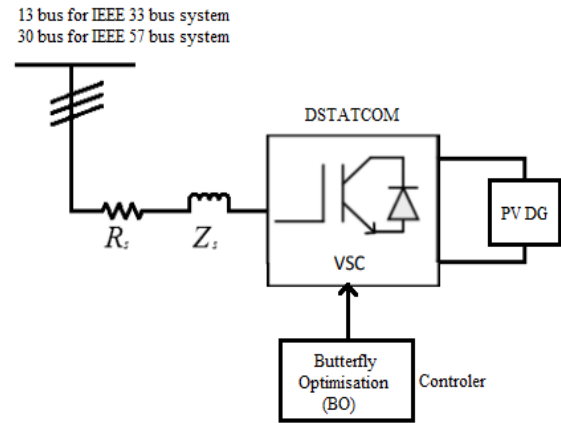 13 bus for IEEE 33 bus system
30 bus for IEEE 57 bus system
DSTATCOM
PV DG
Rs
Zs
VSC
Butterfly
Optimisation
(BO)
Controler